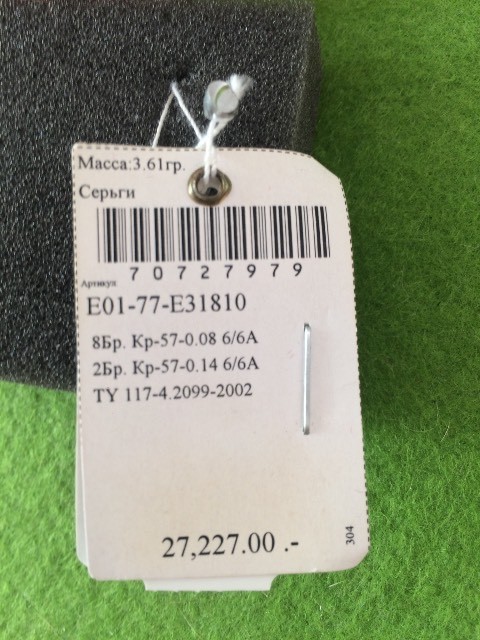 Масса:3.61гр.
Серьги
70727979
Артикул
E01-77-E31810
8Бр. Кр-57-0.08 6/6А
2Бр. Кр-57-0.14 6/6А
ТУ 117-4.2099-2002
27,227.00 .-
304